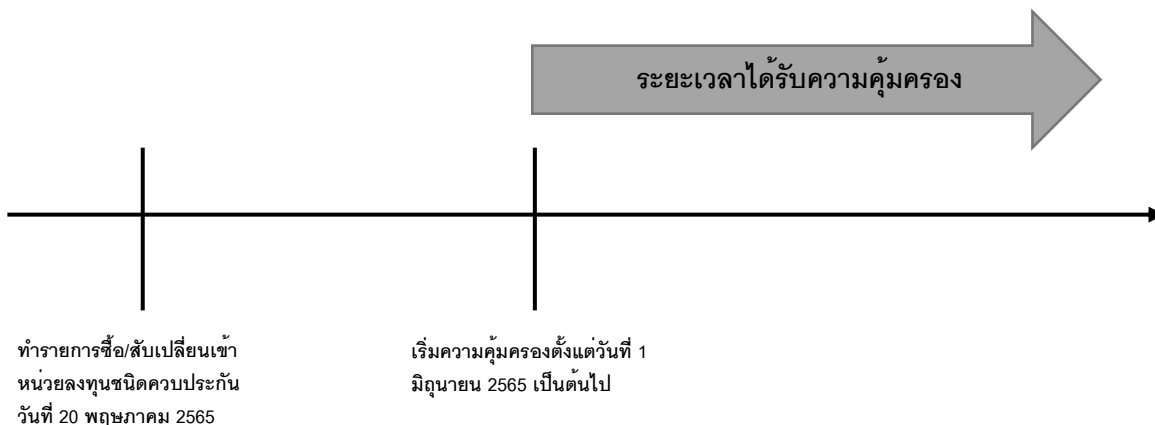 ระยะเวลาได้รับความคุ้มครอง
ทำรายการซื้อ/สับเปลี่ยนเข้า
หน่วยลงทุนชนิดควบประกัน
วันที่ 20 พฤษภาคม 2565
เริ่มความคุ้มครองตั้งแต่วันที่ 1
มิถุนายน 2565 เป็นต้นไป